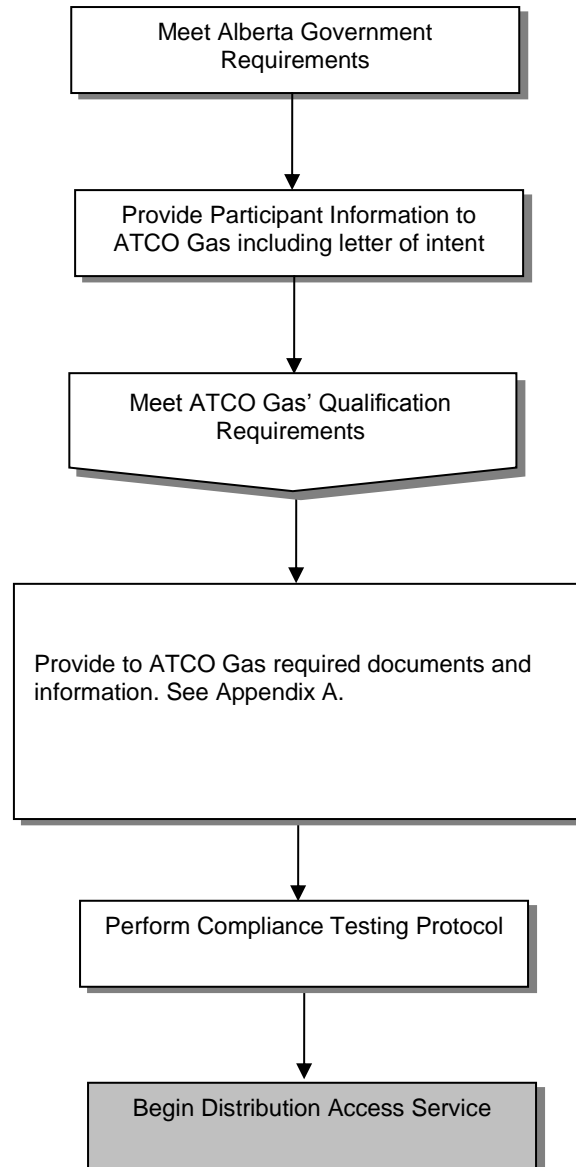 Meet Alberta Government
Requirements
Provide Participant Information to
ATCO Gas including letter of intent
Meet ATCO Gas' Qualification
Requirements
Provide to ATCO Gas required documents and
information. See Appendix A.
Perform Compliance Testing Protocol
Begin Distribution Access Service